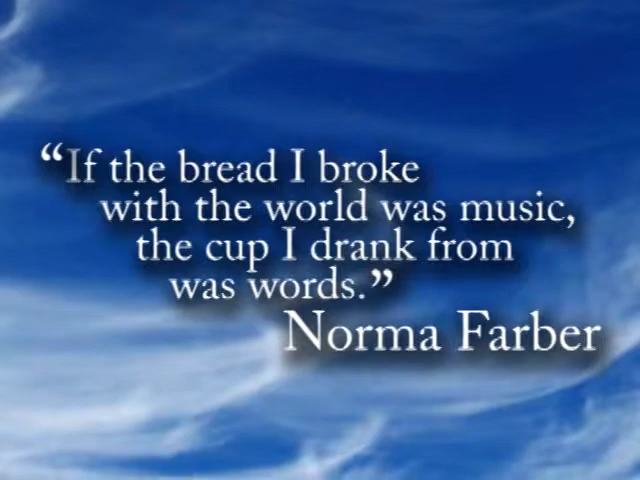 “If the bread I broke
with the world was music,
the cup I drank from
was words.”
Norma Farber